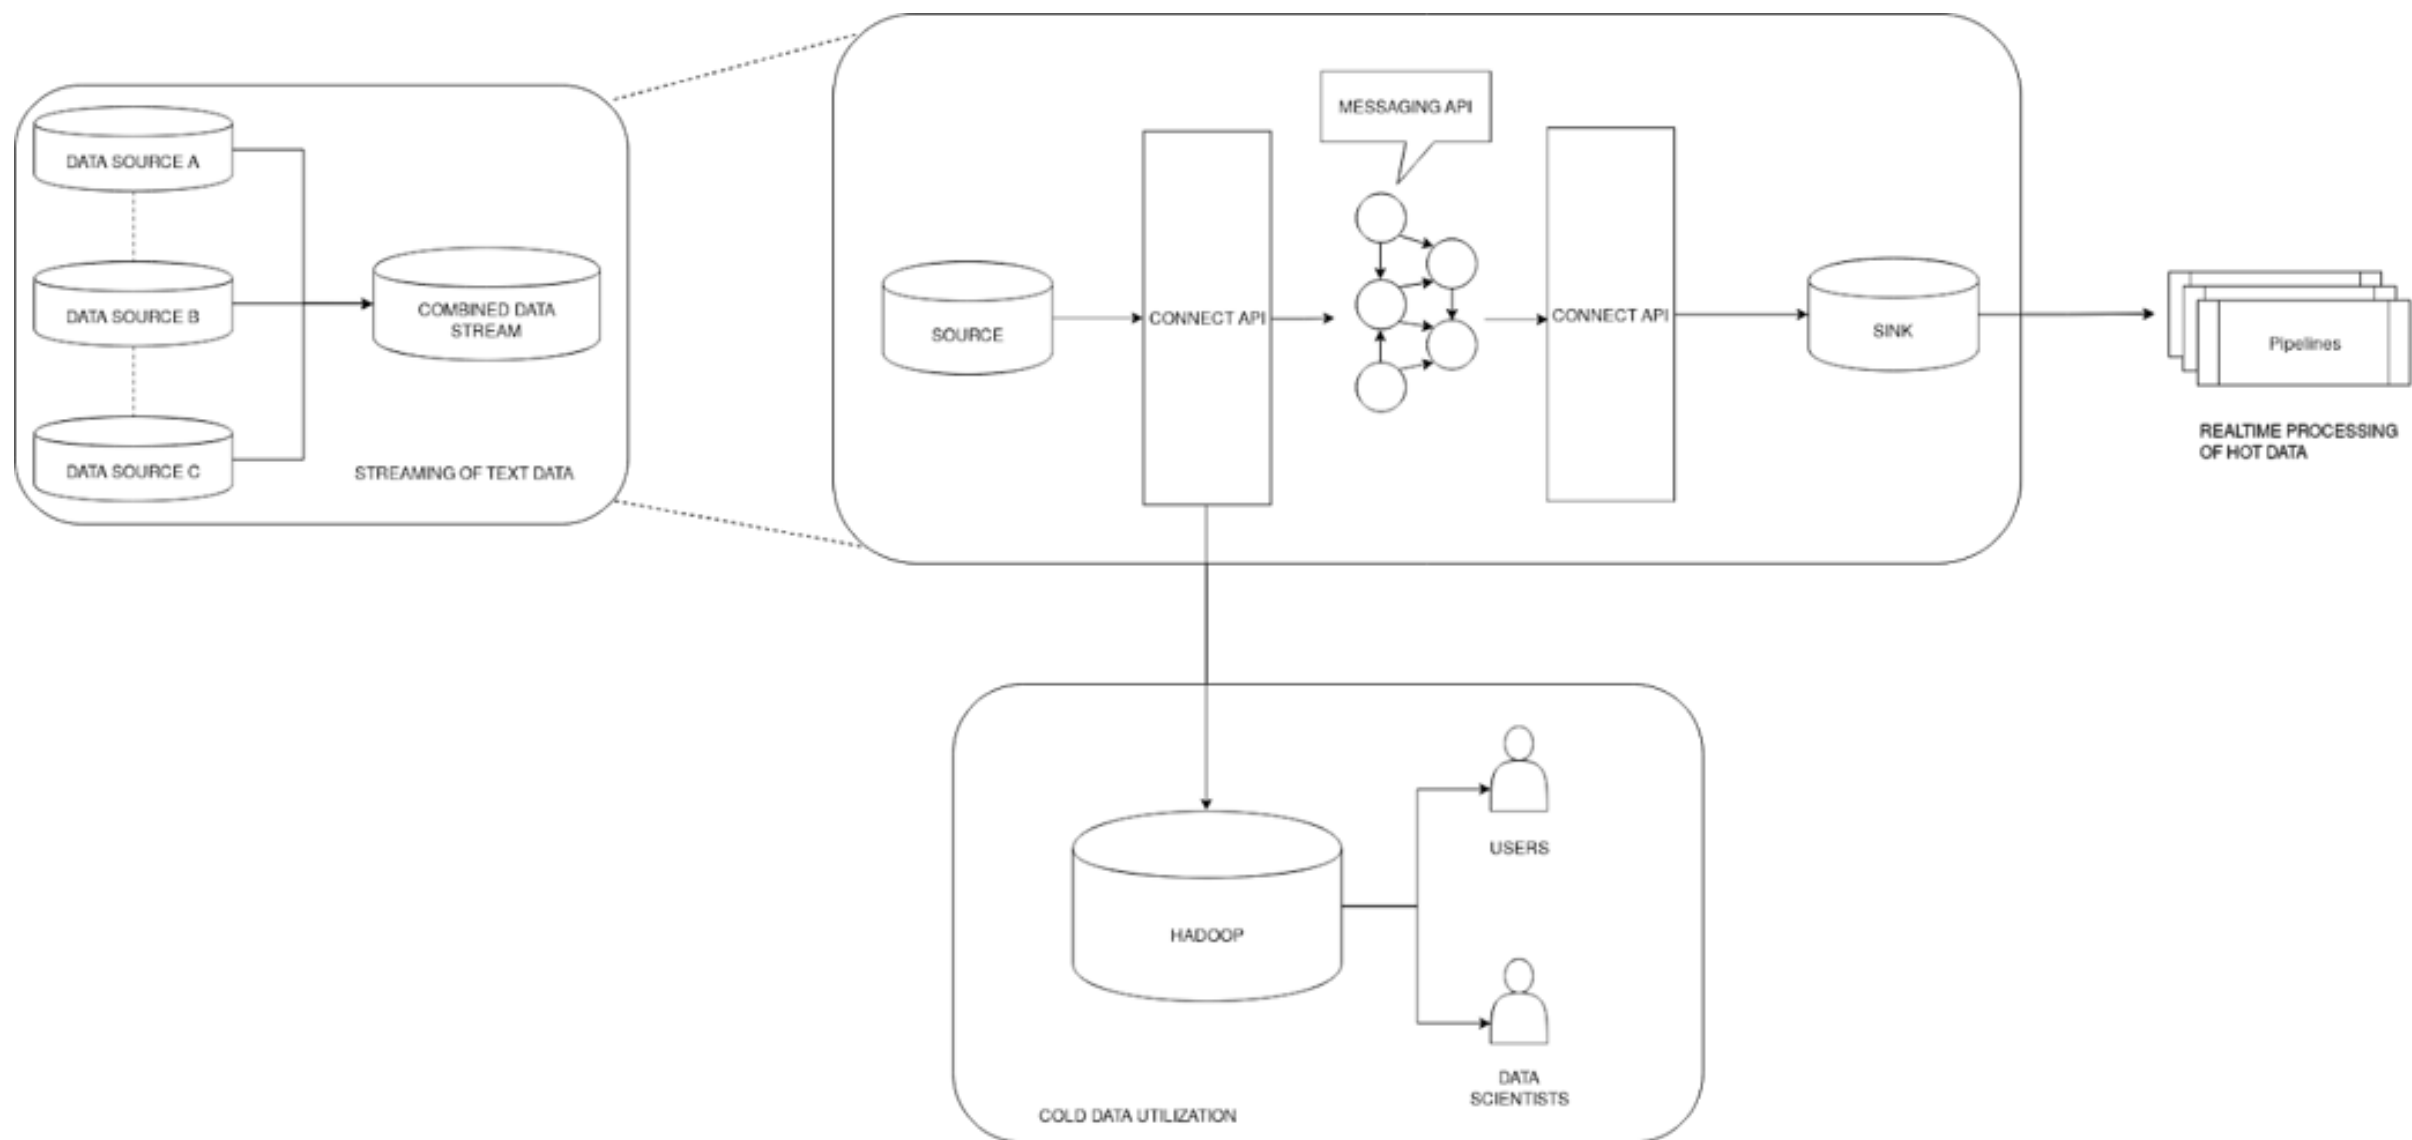 DATA SOURCE A
DATA SOURCE B
DATA SOURCE C
COMBINED DATA
STREAM
STREAMING OF TEXT DATA
MESSAGING API
SOURCE
CONNECT API
CONNECT API
SINK
Pipelines
REALTIME PROCESSING
OF HOT DATA
HADOOP
USERS
DATA
SCIENTISTS
COLD DATA UTILIZATION